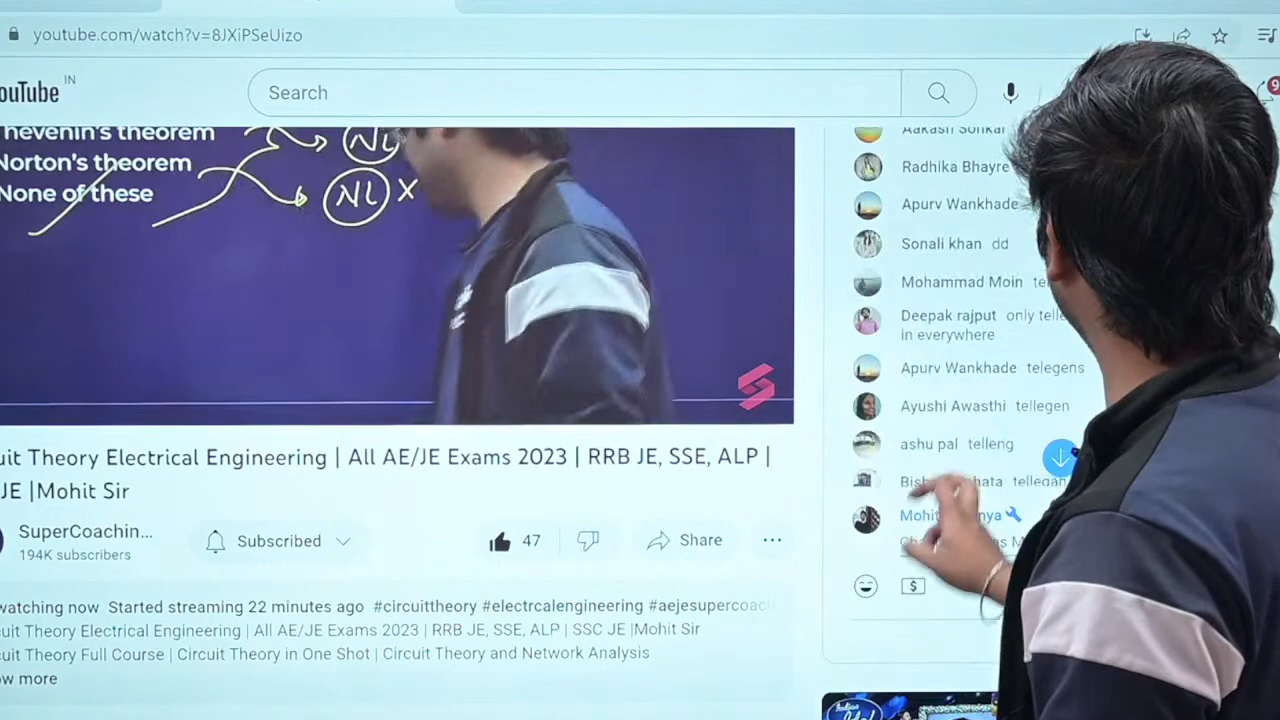 youtube.com/watch?v=8JXiPSeUizo
ouTube IN
Search
9
hevenin's theorem
Norton's theorem
None of these
NL
NL X
Aakash Sonkar
Radhika Bhayre
Apurv Wankhade
Sonali khan dd
Mohammad Moin te
Deepak rajput only telle
in everywhere
Apurv Wankhade telegens
Ayushi Awasthi tellegen
ashu pal telleng
Bish hata tellegan
Mohit nya
uit Theory Electrical Engineering | All AE/JE Exams 2023 | RRB JE, SSE, ALP |
JE |Mohit Sir
SuperCoachin...
194K subscribers
Subscribed
47
Share
...
$
watching now Started streaming 22 minutes ago #circuittheory #electrcalengineering #aejesupercoac
uit Theory Electrical Engineering | All AE/JE Exams 2023 | RRB JE, SSE, ALP | SSC JE |Mohit Sir
uit Theory Full Course | Circuit Theory in One Shot | Circuit Theory and Network Analysis
ow more
Indian
Idol